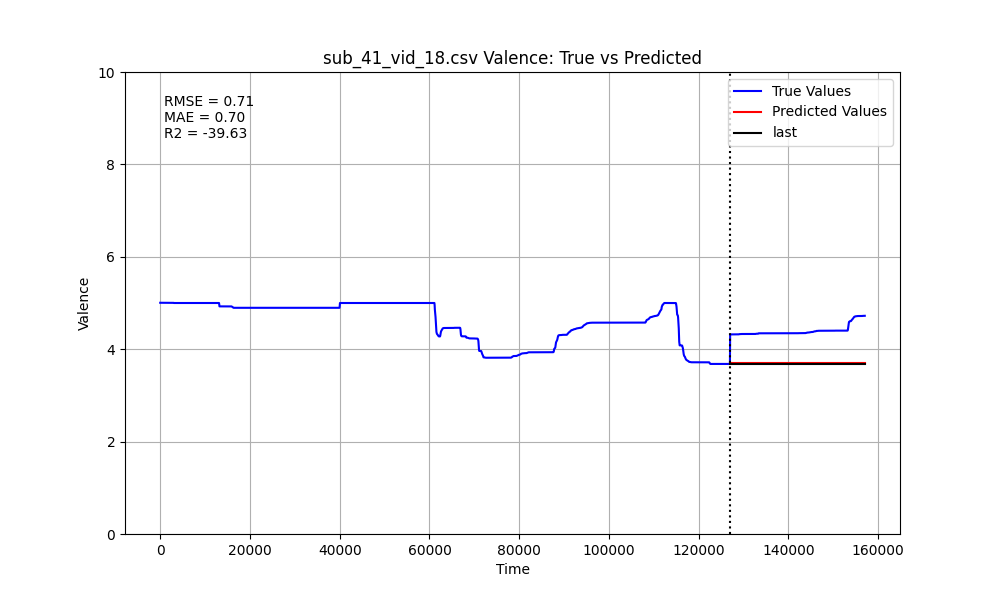 sub_41_vid_18.csv Valence: True vs Predicted
RMSE = 0.71
MAE = 0.70
R2 = -39.63
True Values
Predicted Values
last
10
8
6
4
2
0
Valence
0
20000
40000
60000
80000
100000
120000
140000
160000
Time